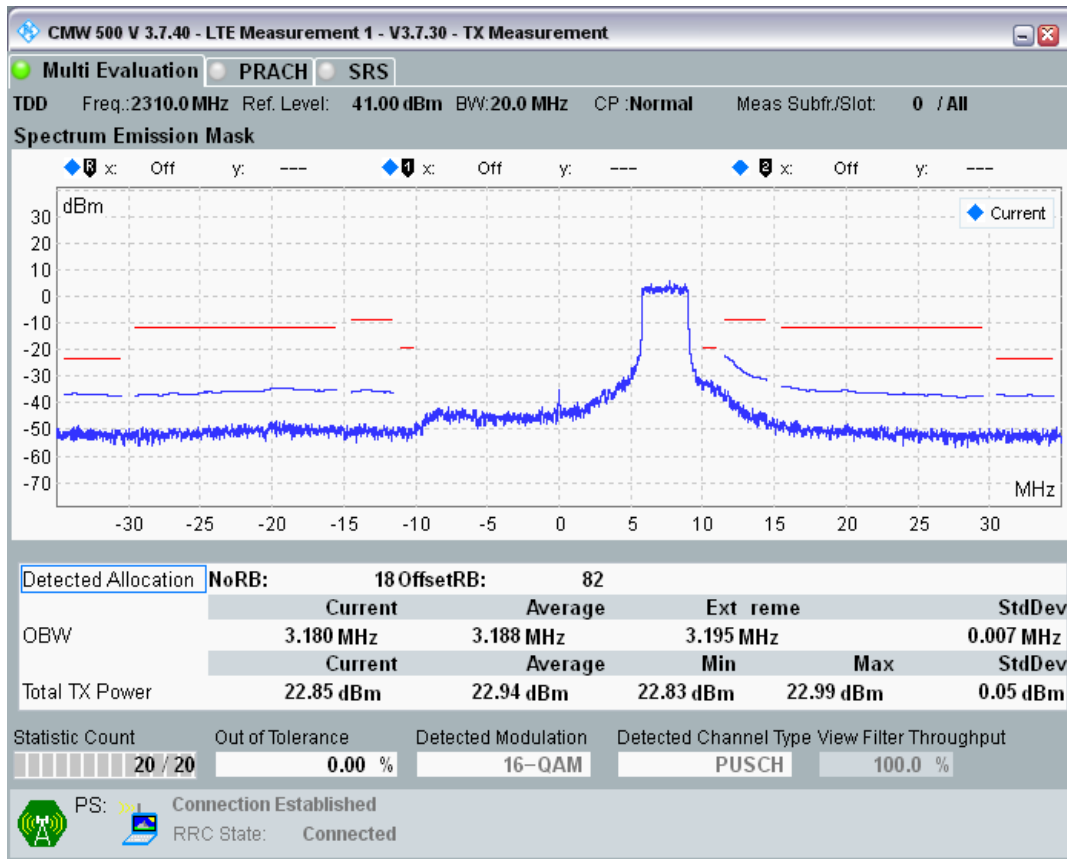 CMW 500 V 3.7.40 - LTE Measurement 1 - V3.7.30 - TX Measurement
Multi Evaluation PRACH SRS
TDD Freq.:2310.0 MHz Ref. Level: 41.00 dBm BW:20.0 MHz CP :Normal Meas Subfr./Slot: 0 / All
Spectrum Emission Mask
R x: Off y: --- 1 x: Off y: --- 2 x: Off y: ---
dBm
Current
30
20
10
0
-10
-20
-30
-40
-50
-60
-70
MHz
-30 -25 -20 -15 -10 -5 0 5 10 15 20 25 30
Detected Allocation NoRB: 18 OffsetRB: 82
Current Average Ext reme StdDev
OBW 3.180 MHz 3.188 MHz 3.195 MHz 0.007 MHz
Current Average Min Max StdDev
Total TX Power 22.85 dBm 22.94 dBm 22.83 dBm 22.99 dBm 0.05 dBm
Statistic Count Out of Tolerance Detected Modulation Detected Channel Type View Filter Throughput
20 / 20 0.00 % 16-QAM PUSCH 100.0 %
PS: Connection Established
RRC State: Connected